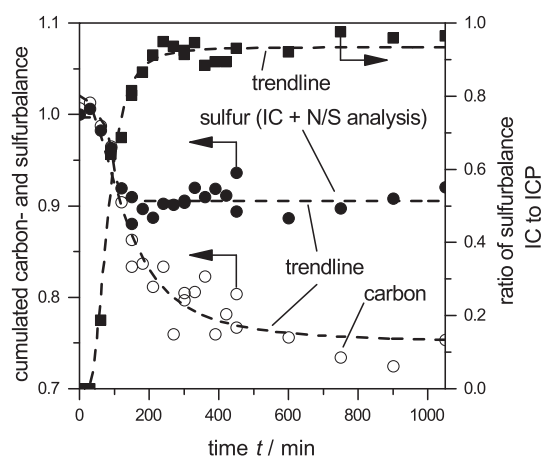 1.1
1.0
0.9
0.8
0.7
cumulated carbon- and sulfurbalance
1.0
0.8
0.6
0.4
0.2
0.0
ratio of sulfurbalance
IC to ICP
trendline
sulfur (IC + N/S analysis)
trendline
carbon
0 200 400 600 800 1000
time t / min